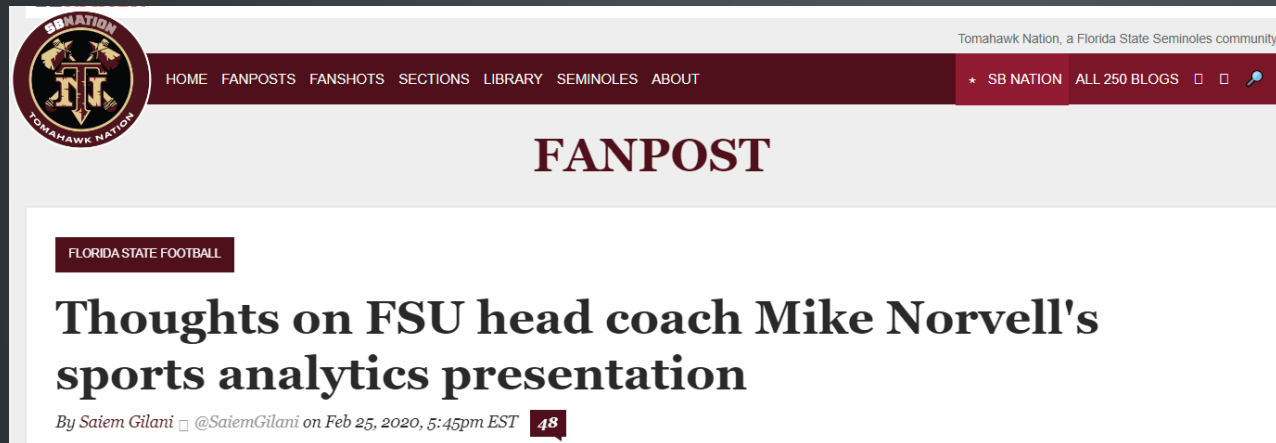 SBNATION
TOMAHAWK NATION
Tomahawk Nation, a Florida State Seminoles community
HOME FANPOSTS FANSHOTS SECTIONS LIBRARY SEMINOLES ABOUT
★ SB NATION ALL 250 BLOGS
FANPOST
FLORIDA STATE FOOTBALL
Thoughts on FSU head coach Mike Norvell's
sports analytics presentation
By Saiem Gilani @SaiemGilani on Feb 25, 2020, 5:45pm EST 48